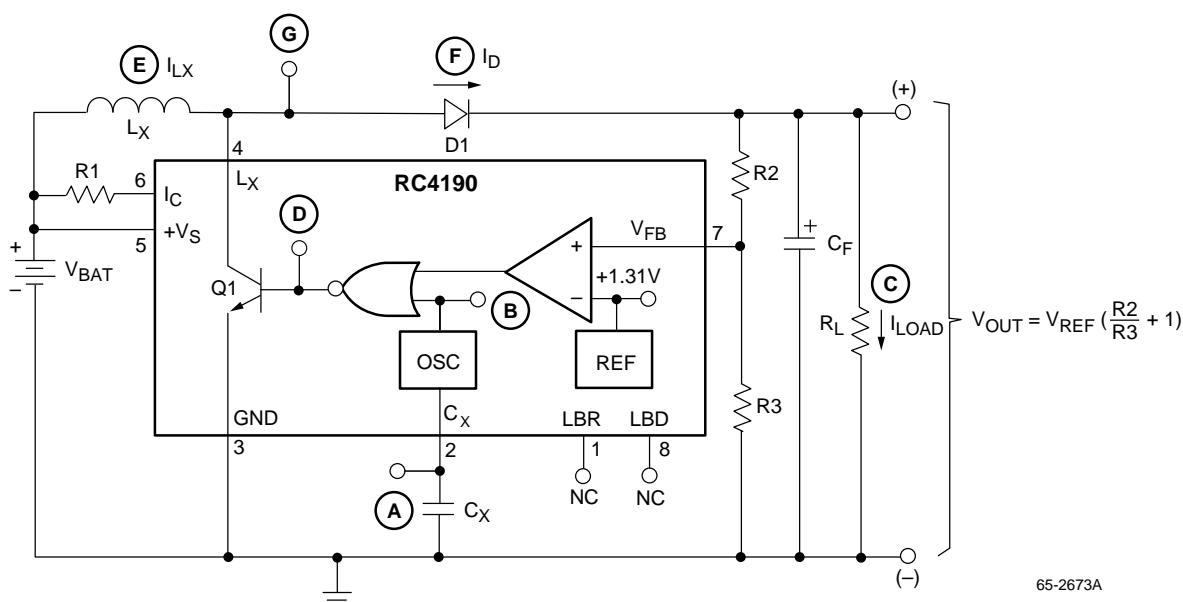 G
E I_LX
F I_D
(+)
L_X
D1
4
L_X
RC4190
R1
6
I_C
R2
D
V_FB
7
+
+V_S
5
+
+
C_F
V_BAT
–
+1.31V
–
Q1
B
C
R_L
I_LOAD
V_OUT = V_REF (R2/R3 + 1)
OSC
REF
R3
GND
C_X
LBR
LBD
3
2
1
8
NC
NC
A
C_X
(–)
65-2673A